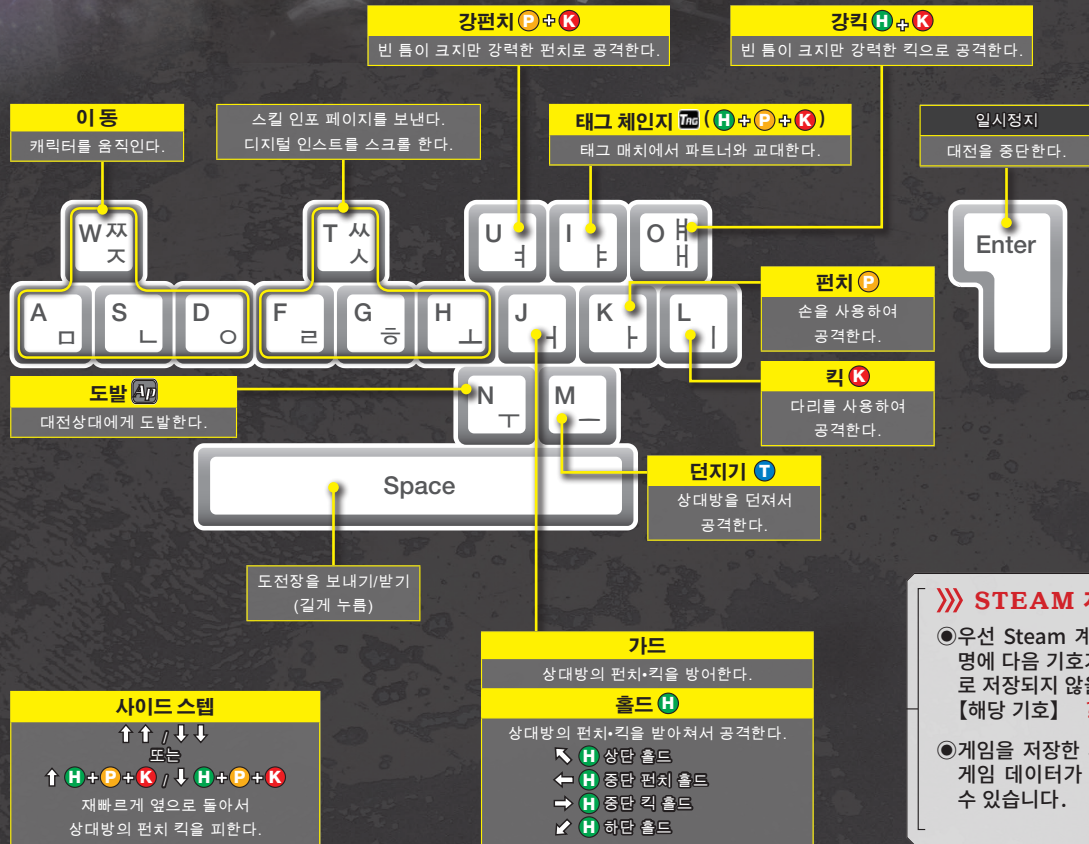 강펀치 P + K
빈 틈이 크지만 강력한 펀치로 공격한다.
강킥 H + K
빈 틈이 크지만 강력한 킥으로 공격한다.
이동
캐릭터를 움직인다.
스킬 인포 페이지를 보낸다.
디지털 인스트를 스크롤 한다.
태그 체인지 TAG ( H + P + K )
태그 매치에서 파트너와 교대한다.
일시정지
대전을 중단한다.
W ㅉ ㅈ
T ㅆ ㅅ
U ㅕ
I ㅑ
O ㅒ ㅐ
Enter
A ㅁ
S ㄴ
D ㅇ
F ㄹ
G ㅎ
H ㅗ
J ㅓ
K ㅏ
L ㅣ
펀치 P
손을 사용하여
공격한다.
킥 K
다리를 사용하여
공격한다.
도발 Ap
대전상대에게 도발한다.
N ㅜ
M ㅡ
Space
던지기 T
상대방을 던져서
공격한다.
도전장을 보내기/받기
(길게 누름)
가드
상대방의 펀치•킥을 방어한다.
홀드 H
상대방의 펀치•킥을 받아쳐서 공격한다.
↖ H 상단 홀드
← H 중단 펀치 홀드
→ H 중단 킥 홀드
↙ H 하단 홀드
사이드 스텝
↑ ↑ / ↓ ↓
또는
↑ H + P + K / ↓ H + P + K
재빠르게 옆으로 돌아서
상대방의 펀치 킥을 피한다.
STEAM
◉우선 Steam 계
명에 다음 기호
로 저장되지 않을
【해당 기호】
◉게임을 저장한
게임 데이터가
수 있습니다.